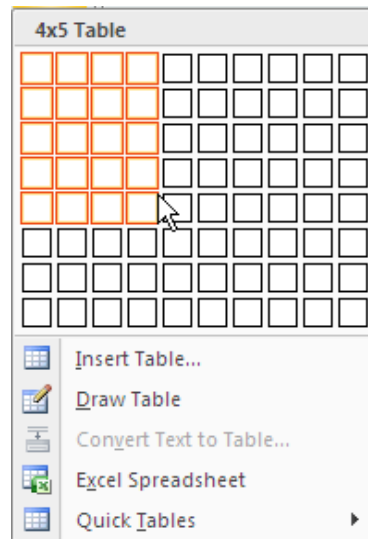 4x5 Table
Insert Table...
Draw Table
Convert Text to Table...
Excel Spreadsheet
Quick Tables